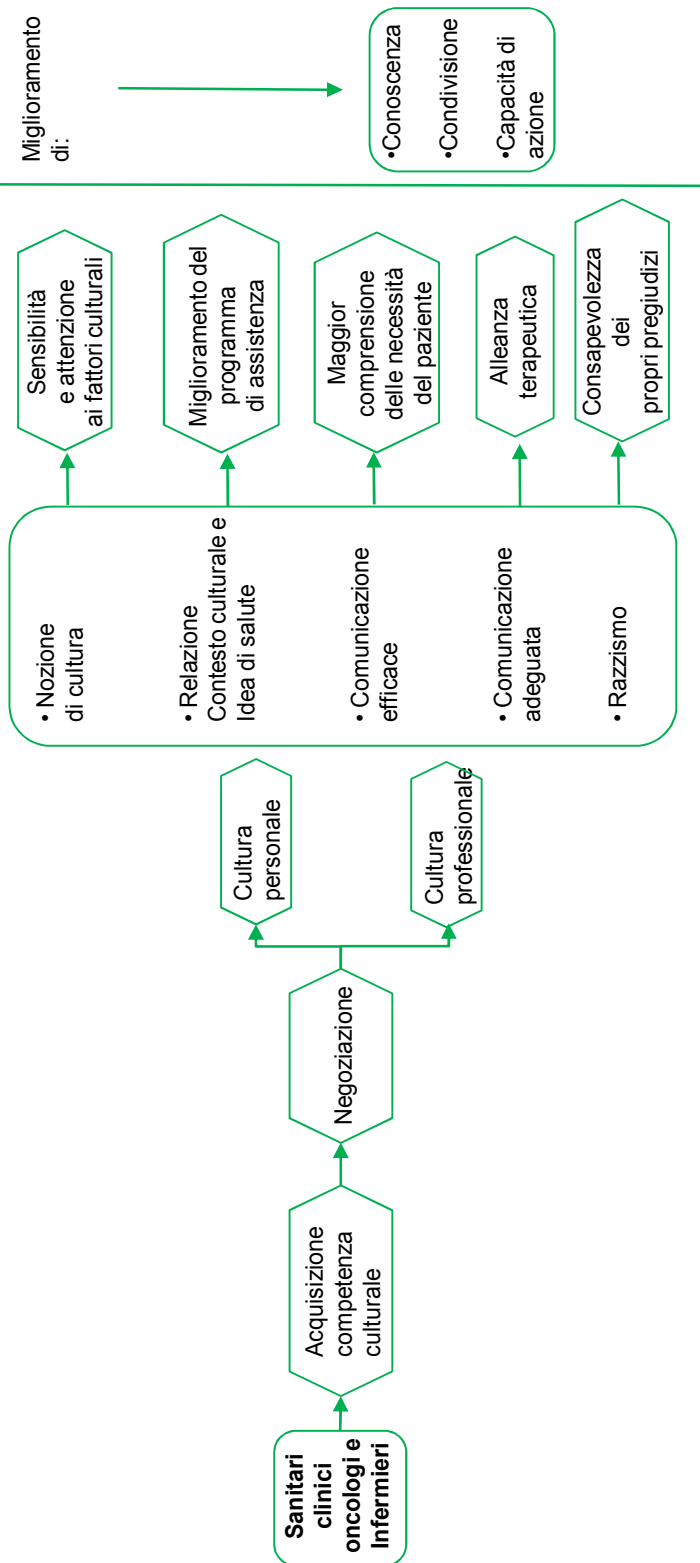 Sanitari
clinici
oncologi e
Infermieri
Acquisizione
competenza
culturale
Negoziazione
Cultura
personale
Cultura
professionale
• Nozione
di cultura
• Relazione
Contesto culturale e
Idea di salute
• Comunicazione
efficace
• Comunicazione
adeguata
• Razzismo
Sensibilità
e attenzione
ai fattori culturali
Miglioramento del
programma
di assistenza
Maggior
comprensione
delle necessità
del paziente
Alleanza
terapeutica
Consapevolezza
dei
propri pregiudizi
Miglioramento
di:
•Conoscenza
•Condivisione
•Capacità di
azione